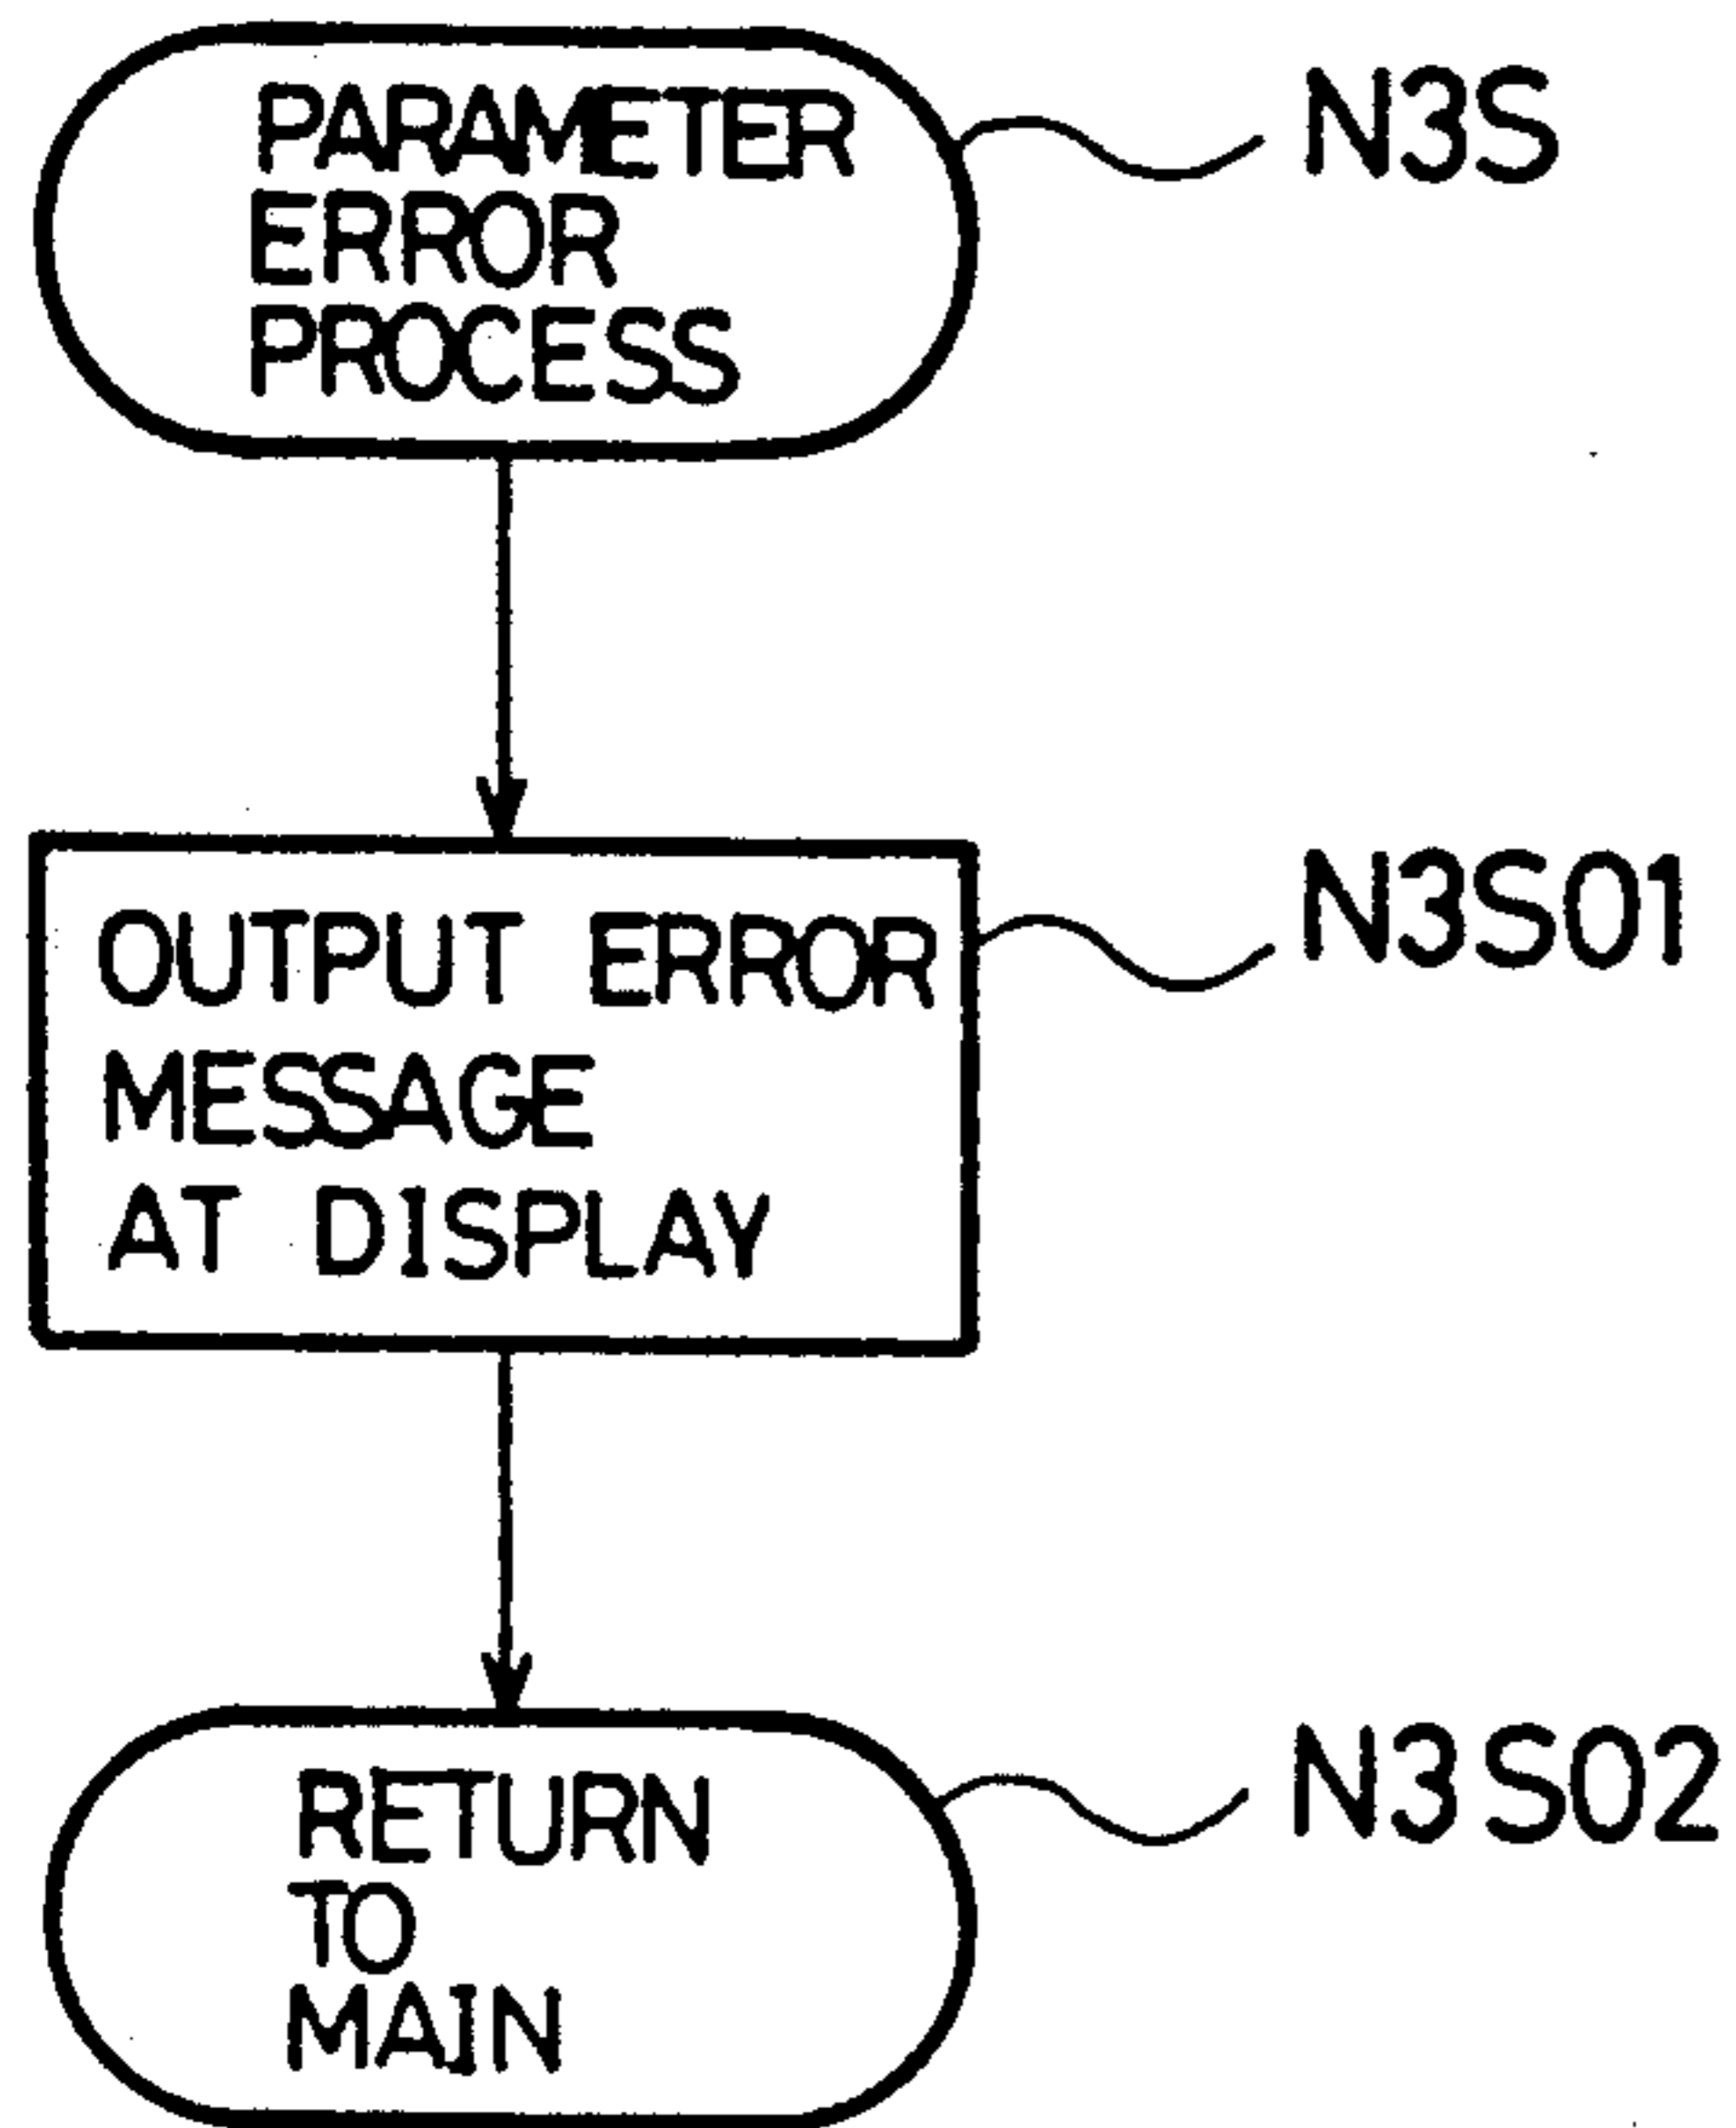 PARAMETER
ERROR
PROCESS
N3S
OUTPUT ERROR
MESSAGE
AT DISPLAY
N3S01
RETURN
TO
MAIN
N3S02